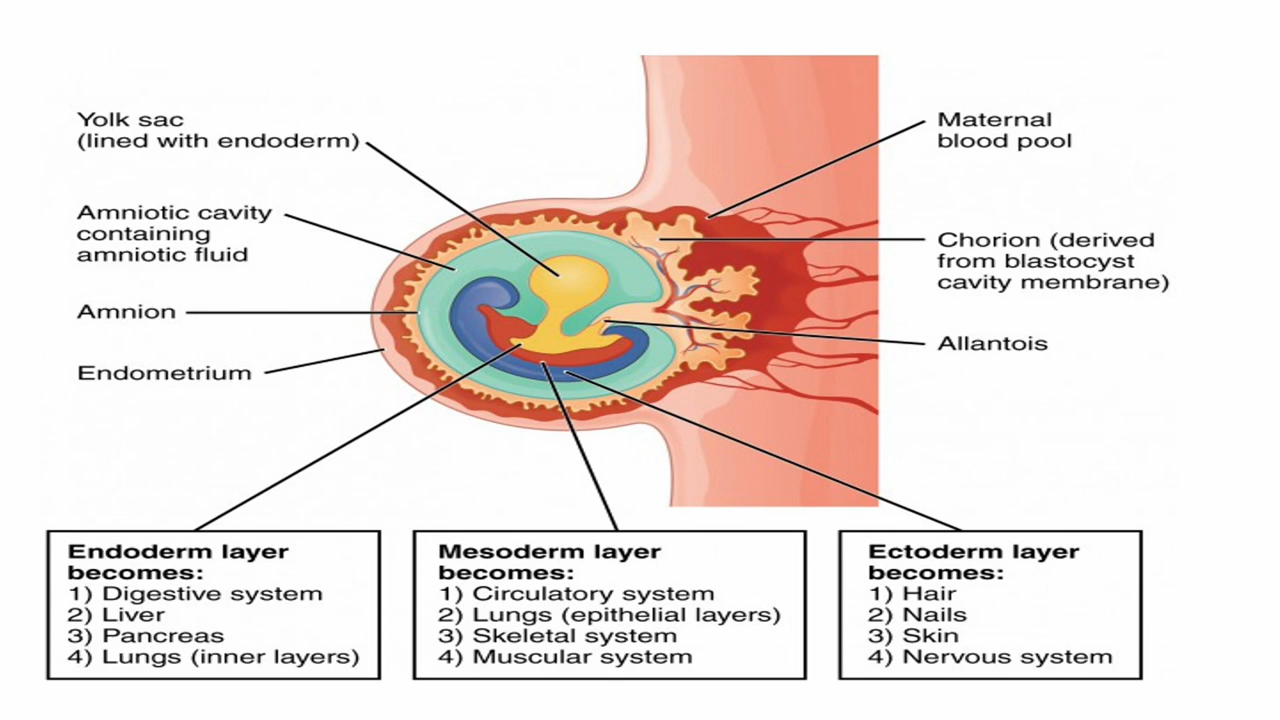 Yolk sac
(lined with endoderm)
Amniotic cavity
containing
amniotic fluid
Amnion
Endometrium
Maternal
blood pool
Chorion (derived
from blastocyst
cavity membrane)
Allantois
Endoderm layer
becomes:
1) Digestive system
2) Liver
3) Pancreas
4) Lungs (inner layers)
Mesoderm layer
becomes:
1) Circulatory system
2) Lungs (epithelial layers)
3) Skeletal system
4) Muscular system
Ectoderm layer
becomes:
1) Hair
2) Nails
3) Skin
4) Nervous system